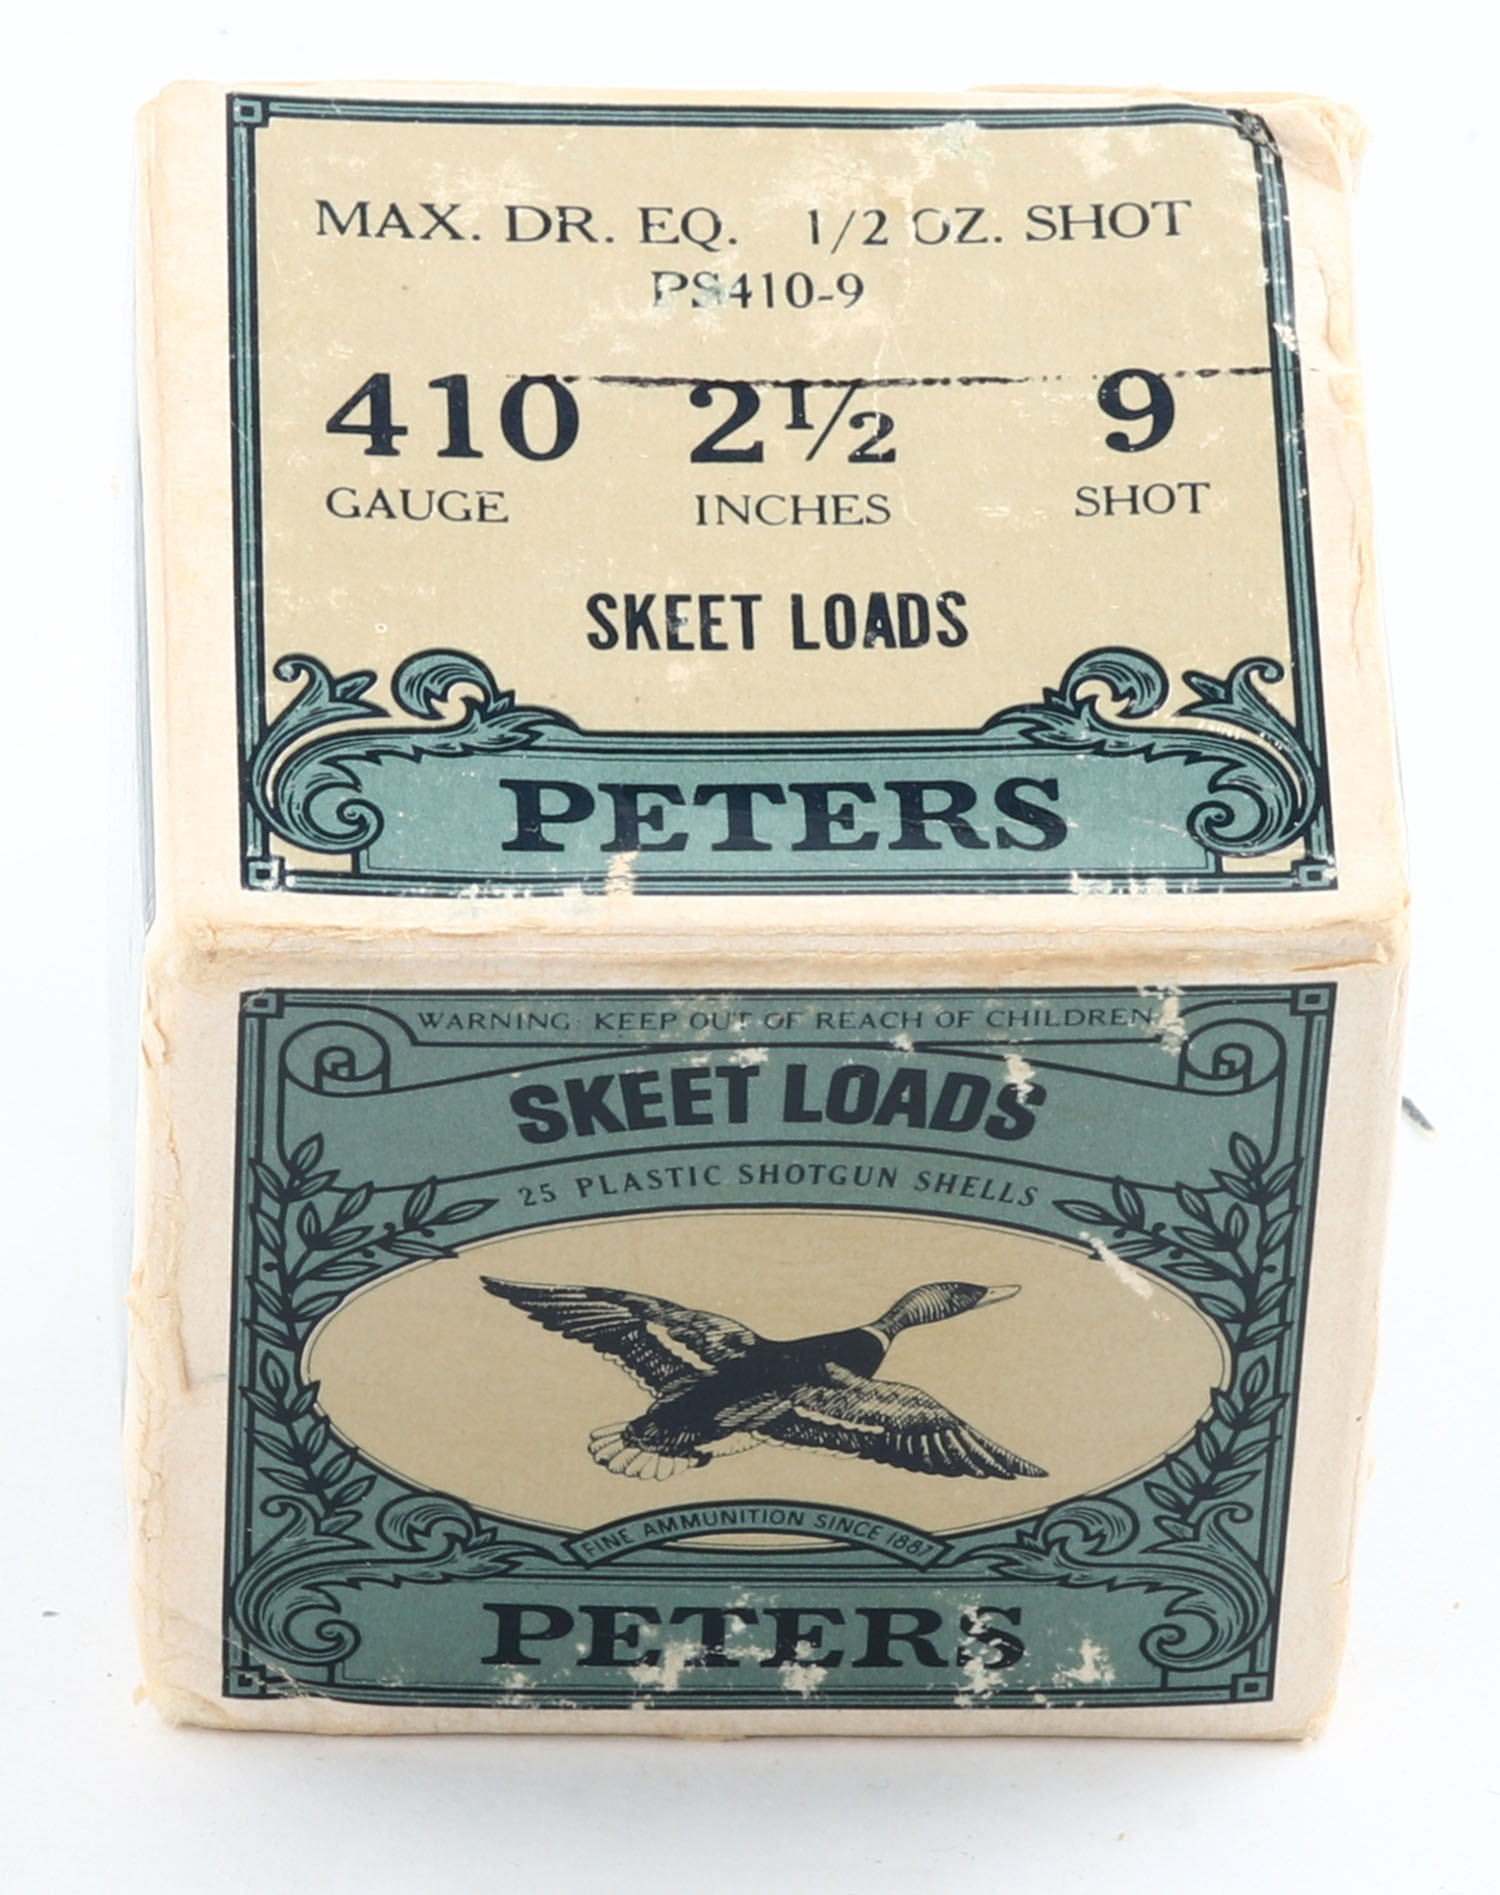 MAX. DR. EQ. 1/2 OZ. SHOT
PS410-9
410 2½ 9
GAUGE INCHES SHOT
SKEET LOADS
PETERS
WARNING: KEEP OUT OF REACH OF CHILDREN
SKEET LOADS
25 PLASTIC SHOTGUN SHELLS
FINE AMMUNITION SINCE 1887
PETERS